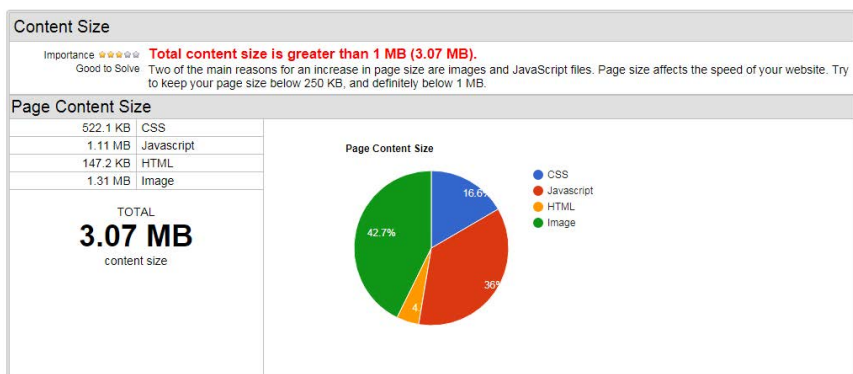 Content Size
Importance
Total content size is greater than 1 MB (3.07 MB).
Good to Solve
Two of the main reasons for an increase in page size are images and JavaScript files. Page size affects the speed of your website. Try
to keep your page size below 250 KB, and definitely below 1 MB.
Page Content Size
522.1 KB CSS
1.11 MB Javascript
147.2 KB HTML
1.31 MB Image
TOTAL
3.07 MB
content size
Page Content Size
16.6%
42.7%
36%
4
CSS
Javascript
HTML
Image